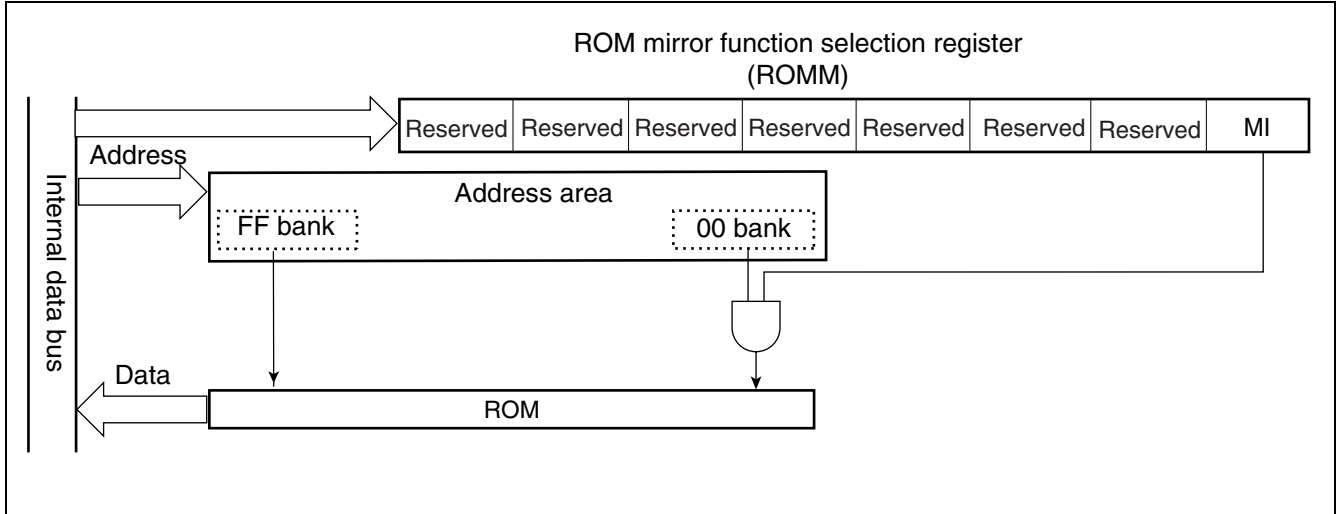 ROM mirror function selection register
(ROMM)
Reserved Reserved Reserved Reserved Reserved Reserved Reserved MI
Address
Address area
FF bank 00 bank
Internal data bus
Data
ROM